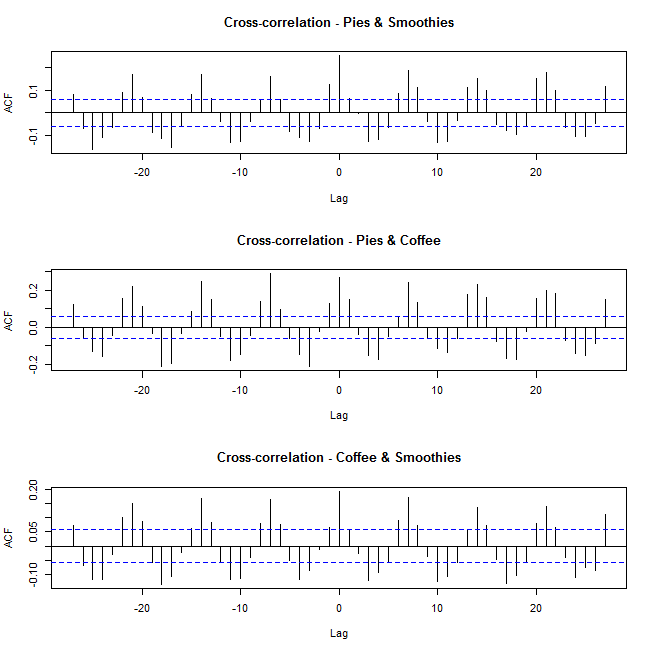 Cross-correlation - Pies & Smoothies
ACF
0.1
-0.1
-20 -10 0 10 20
Lag
Cross-correlation - Pies & Coffee
ACF
0.2
0.0
-0.2
-20 -10 0 10 20
Lag
Cross-correlation - Coffee & Smoothies
ACF
0.20
0.05
-0.10
-20 -10 0 10 20
Lag